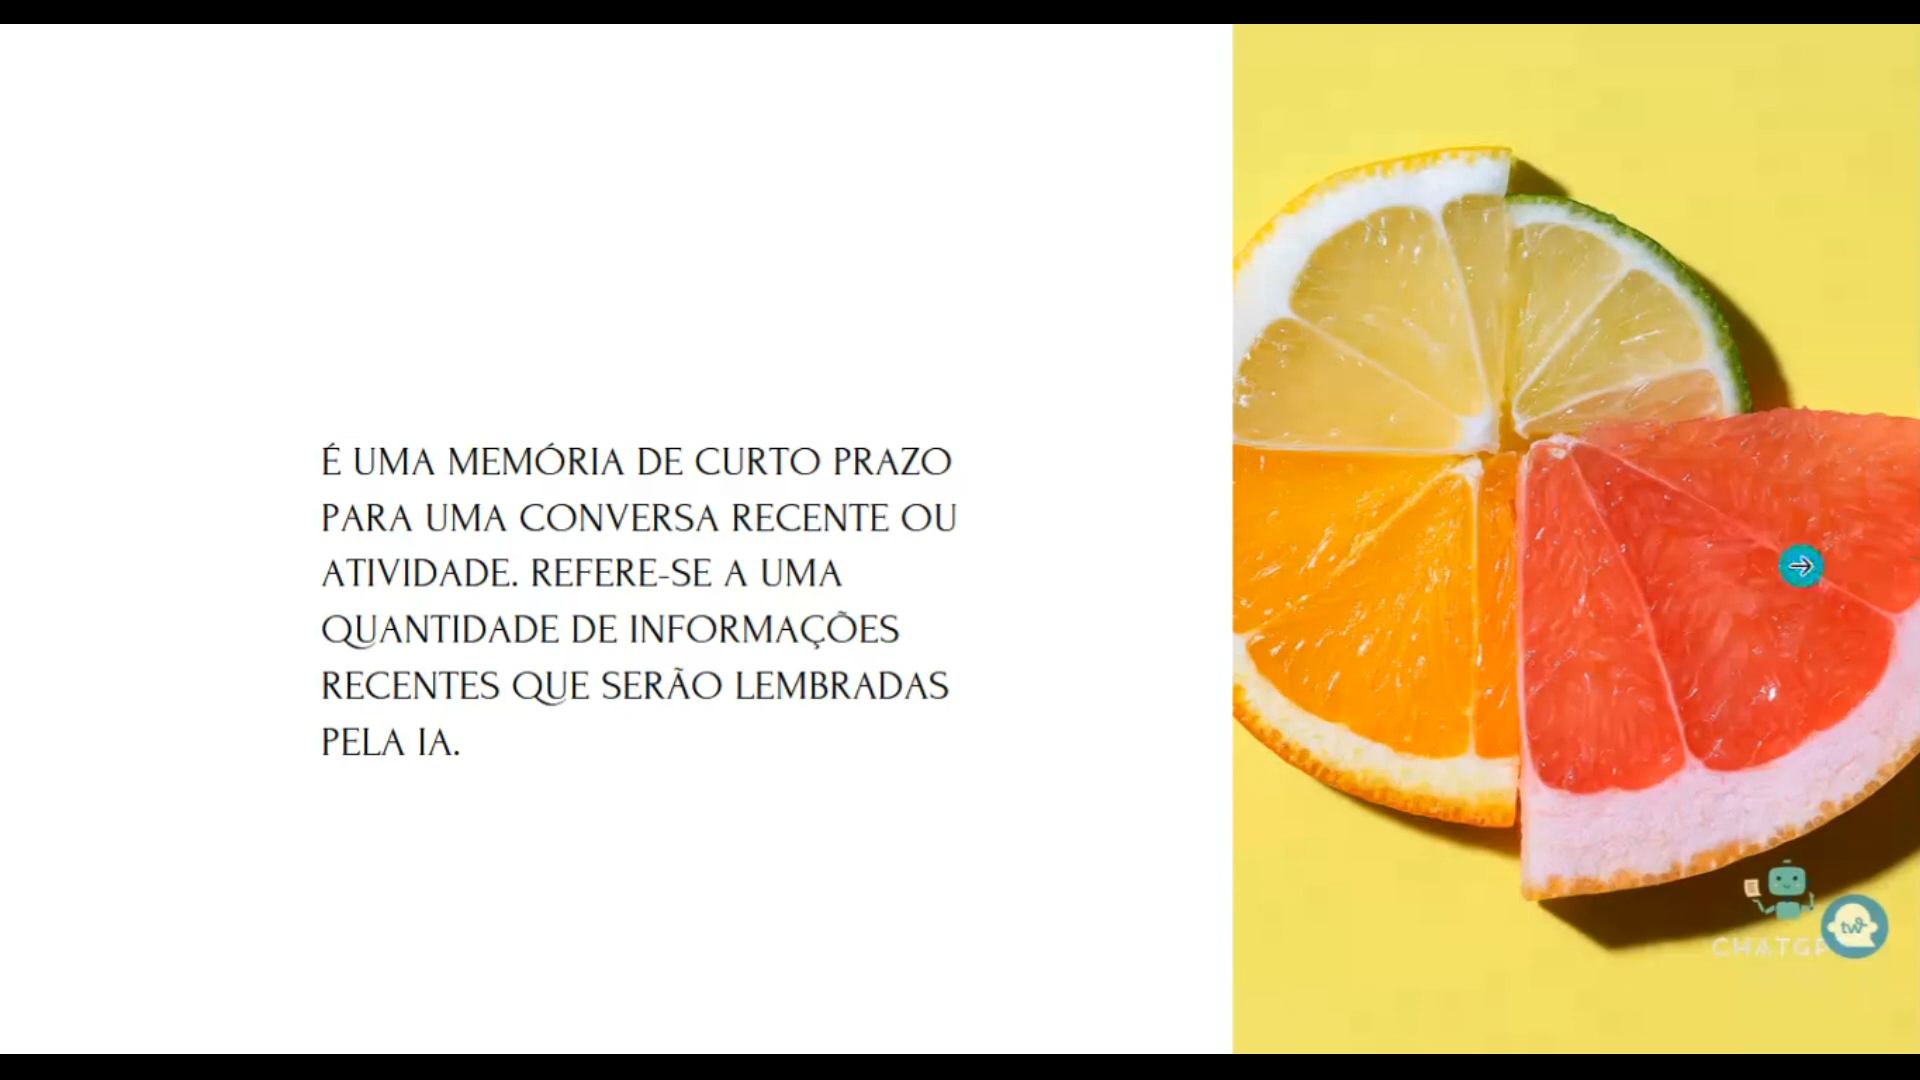 É UMA MEMÓRIA DE CURTO PRAZO
PARA UMA CONVERSA RECENTE OU
ATIVIDADE. REFERE-SE A UMA
QUANTIDADE DE INFORMAÇÕES
RECENTES QUE SERÃO LEMBRADAS
PELA IA.
tw